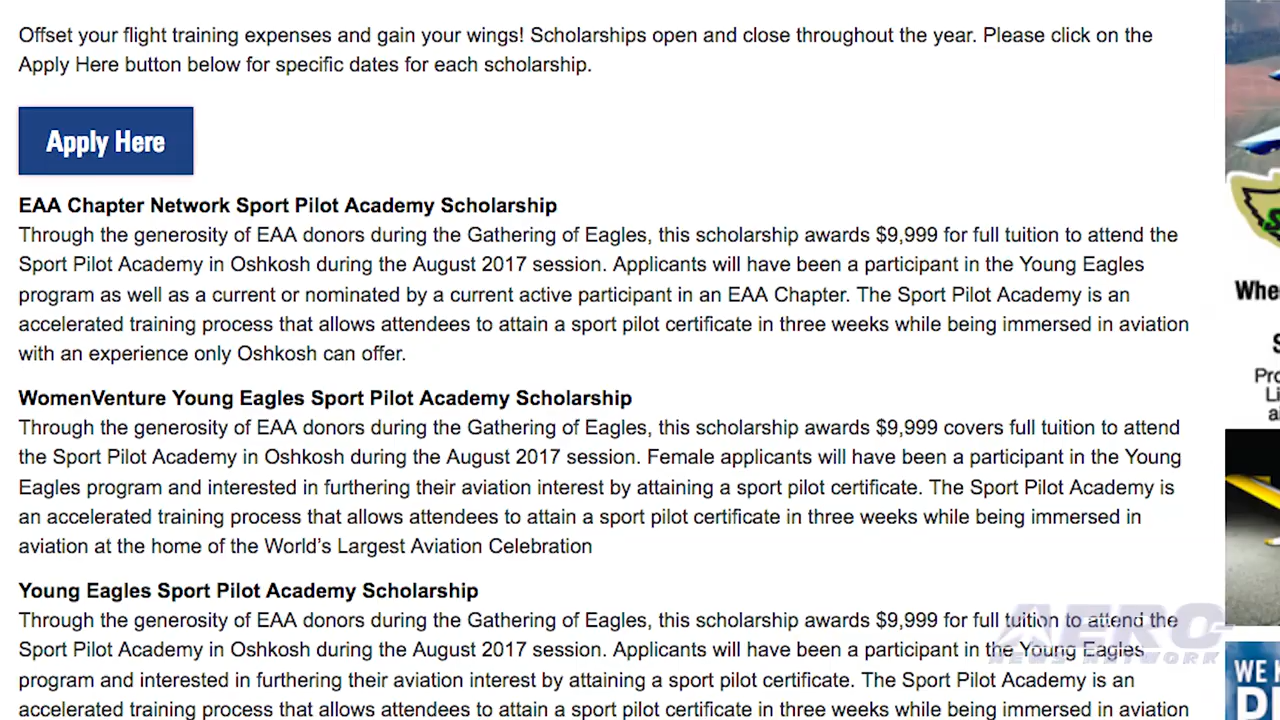 Offset your flight training expenses and gain your wings! Scholarships open and close throughout the year. Please click on the
Apply Here button below for specific dates for each scholarship.
Apply Here
EAA Chapter Network Sport Pilot Academy Scholarship
Through the generosity of EAA donors during the Gathering of Eagles, this scholarship awards $9,999 for full tuition to attend the
Sport Pilot Academy in Oshkosh during the August 2017 session. Applicants will have been a participant in the Young Eagles
program as well as a current or nominated by a current active participant in an EAA Chapter. The Sport Pilot Academy is an
accelerated training process that allows attendees to attain a sport pilot certificate in three weeks while being immersed in aviation
with an experience only Oshkosh can offer.
WomenVenture Young Eagles Sport Pilot Academy Scholarship
Through the generosity of EAA donors during the Gathering of Eagles, this scholarship awards $9,999 covers full tuition to attend
the Sport Pilot Academy in Oshkosh during the August 2017 session. Female applicants will have been a participant in the Young
Eagles program and interested in furthering their aviation interest by attaining a sport pilot certificate. The Sport Pilot Academy is
an accelerated training process that allows attendees to attain a sport pilot certificate in three weeks while being immersed in
aviation at the home of the World's Largest Aviation Celebration
Young Eagles Sport Pilot Academy Scholarship
Through the generosity of EAA donors during the Gathering of Eagles, this scholarship awards $9,999 for full tuition to attend the
Sport Pilot Academy in Oshkosh during the August 2017 session. Applicants will have been a participant in the Young Eagles
program and interested in furthering their aviation interest by attaining a sport pilot certificate. The Sport Pilot Academy is an
accelerated training process that allows attendees to attain a sport pilot certificate in three weeks while being immersed in aviation
AERO
NEWS NETWORK
WE